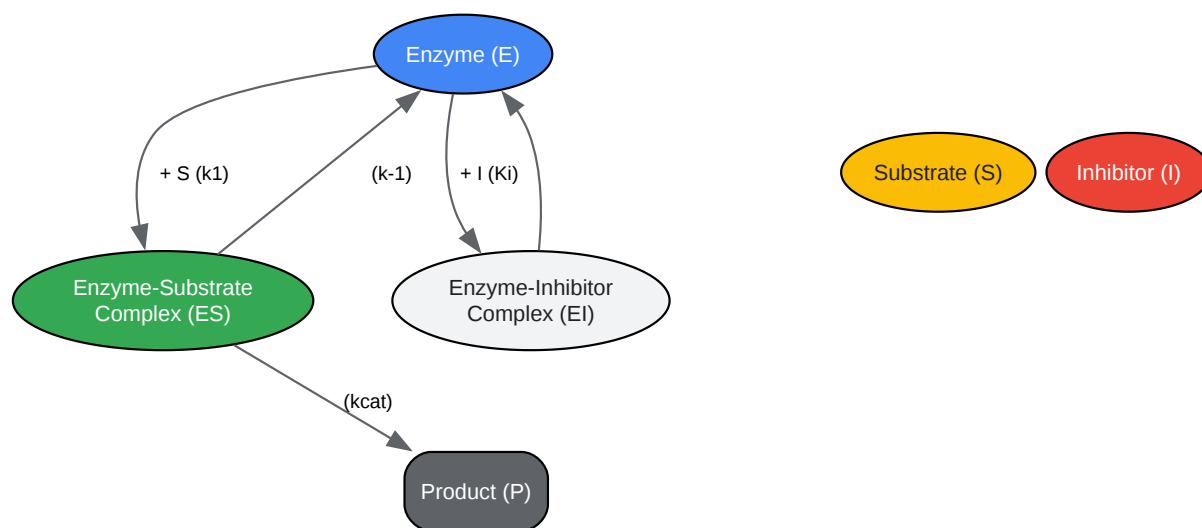 Enzyme (E)
+ S (k1)
(k-1)
+ I (Ki)
Substrate (S)
Inhibitor (I)
Enzyme-Substrate
Complex (ES)
Enzyme-Inhibitor
Complex (EI)
(kcat)
Product (P)